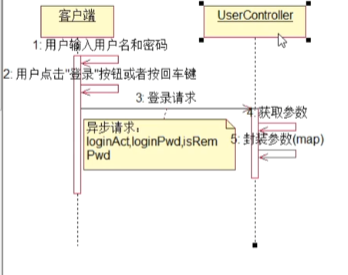 客户端
UserController
1: 用户输入用户名和密码
2: 用户点击"登录"按钮或者按回车键
3: 登录请求
4: 获取参数
异步请求,
loginAct,loginPwd,isRem
Pwd
5: 封装参数(map)